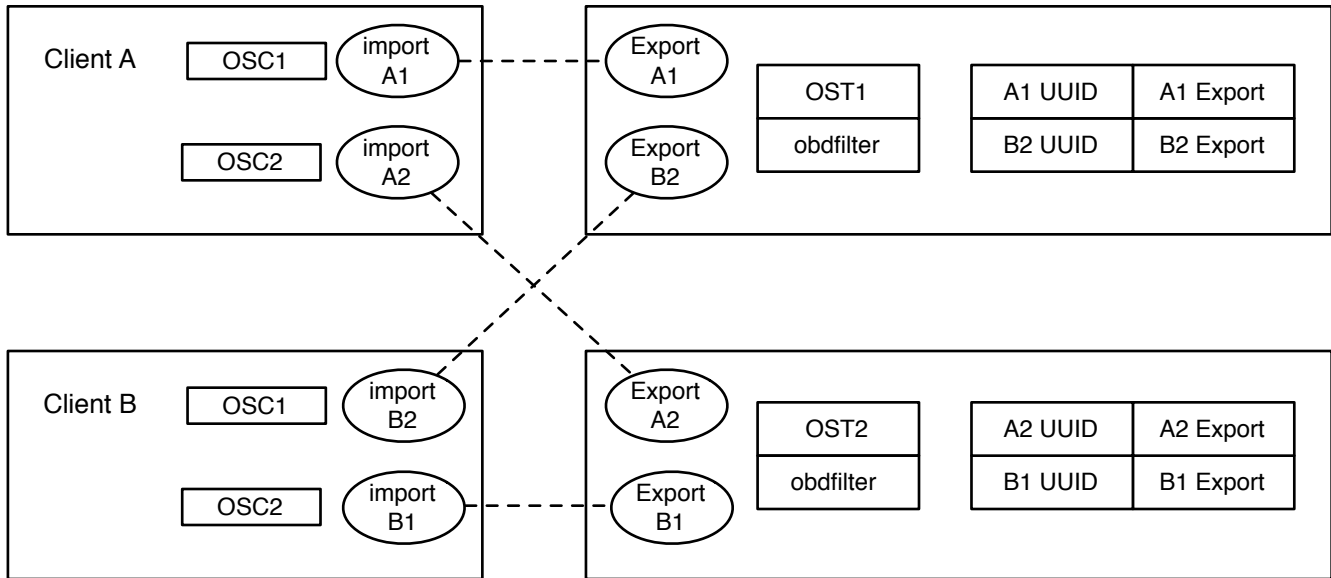 Client A
OSC1
import
A1
OSC2
import
A2
Export
A1
Export
B2
OST1
obdfilter
A1 UUID
A1 Export
B2 UUID
B2 Export
Client B
OSC1
import
B2
OSC2
import
B1
Export
A2
Export
B1
OST2
obdfilter
A2 UUID
A2 Export
B1 UUID
B1 Export